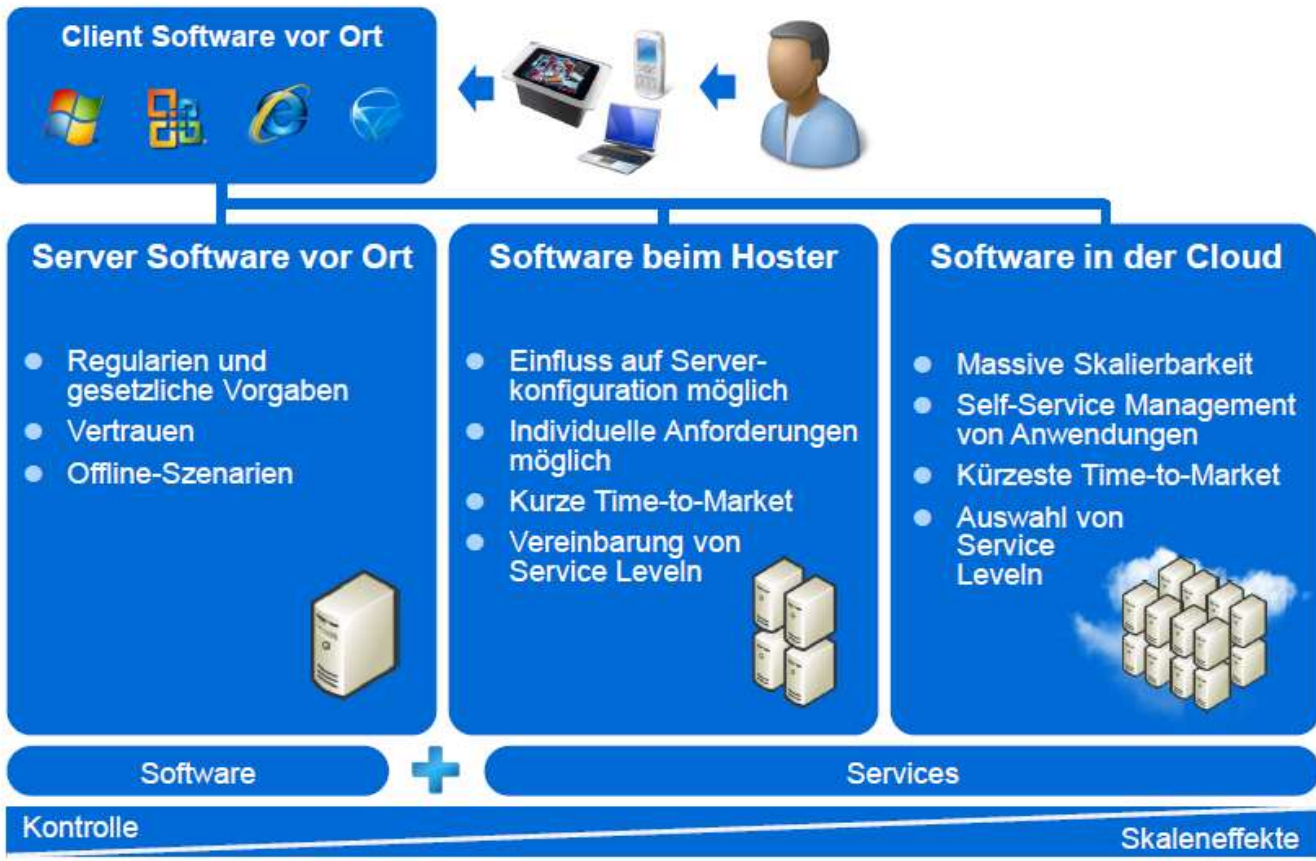 Client Software vor Ort
Server Software vor Ort
Regularien und
gesetzliche Vorgaben
Vertrauen
Offline-Szenarien
Software beim Hoster
Einfluss auf Server-
konfiguration möglich
Individuelle Anforderungen
möglich
Kurze Time-to-Market
Vereinbarung von
Service Leveln
Software in der Cloud
Massive Skalierbarkeit
Self-Service Management
von Anwendungen
Kürzeste Time-to-Market
Auswahl von
Service
Leveln
Software
Services
Kontrolle
Skaleneffekte